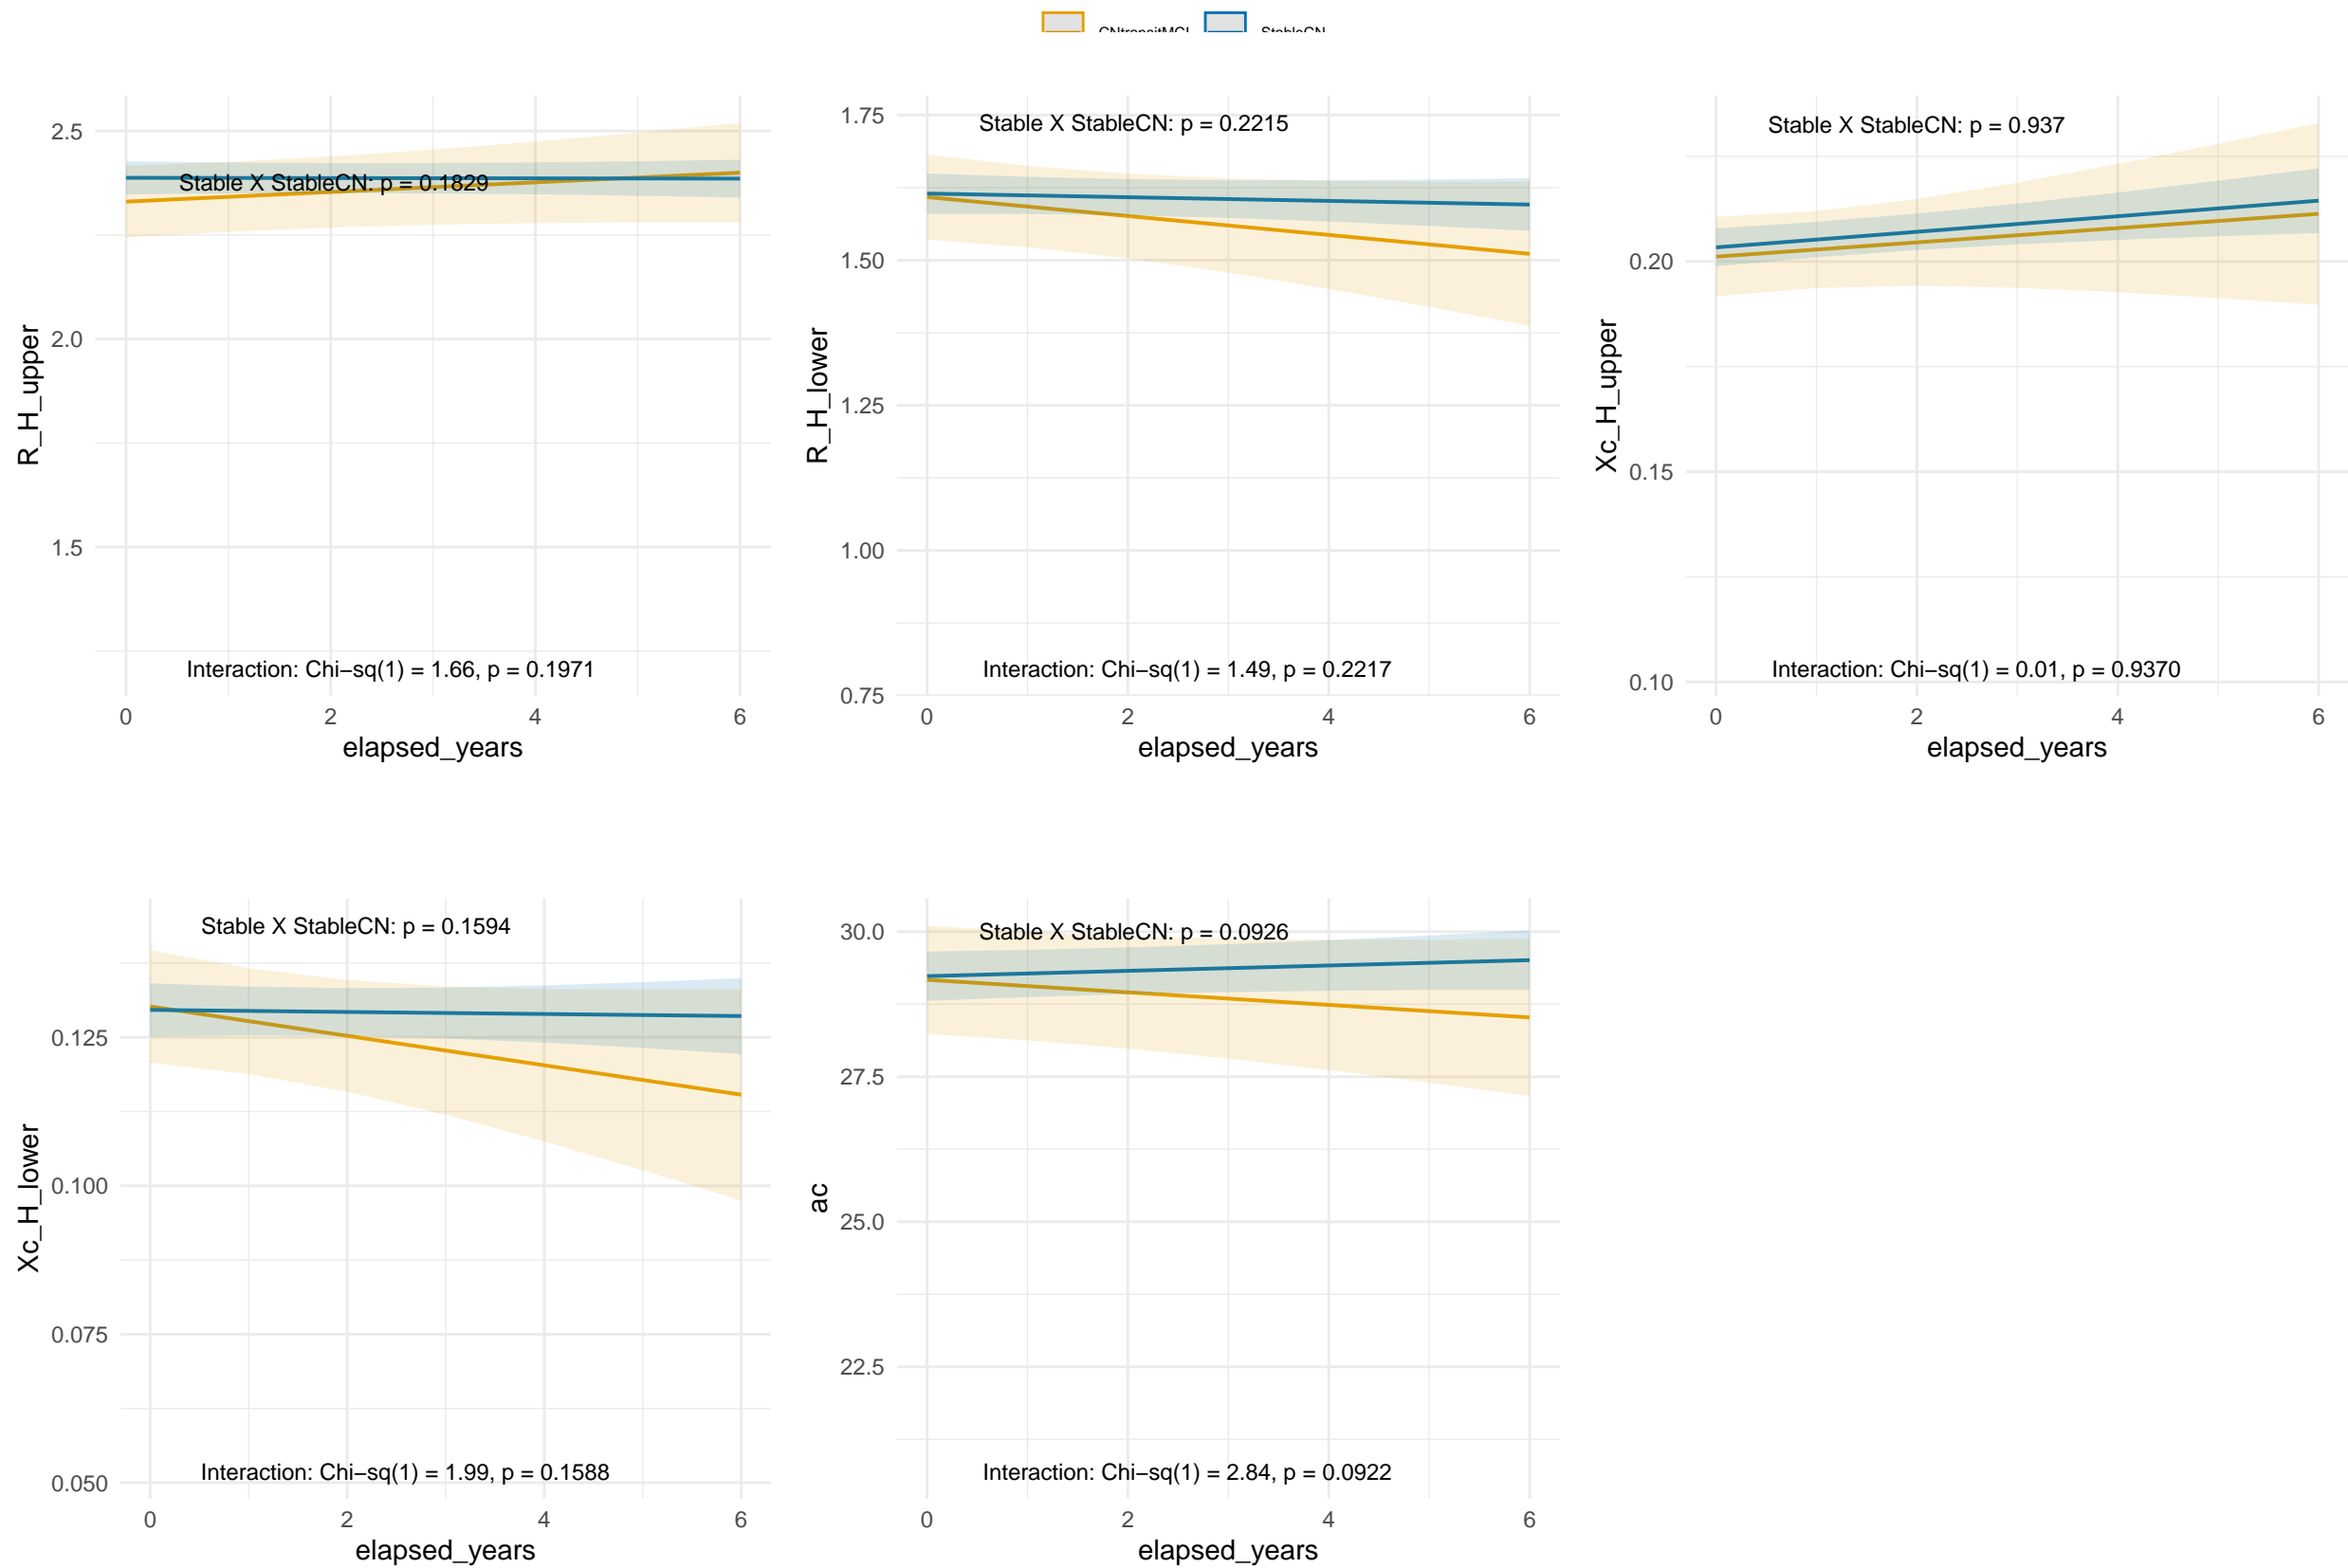 CNtransitMCI StableCN
2.5
2.0
1.5
R_H_upper
Stable X StableCN: p = 0.1829
Interaction: Chi−sq(1) = 1.66, p = 0.1971
0 2 4 6
elapsed_years
1.75
1.50
1.25
1.00
0.75
R_H_lower
Stable X StableCN: p = 0.2215
Interaction: Chi−sq(1) = 1.49, p = 0.2217
0 2 4 6
elapsed_years
0.20
0.15
0.10
Xc_H_upper
Stable X StableCN: p = 0.937
Interaction: Chi−sq(1) = 0.01, p = 0.9370
0 2 4 6
elapsed_years
0.125
0.100
0.075
0.050
Xc_H_lower
Stable X StableCN: p = 0.1594
Interaction: Chi−sq(1) = 1.99, p = 0.1588
0 2 4 6
elapsed_years
30.0
27.5
25.0
22.5
ac
Stable X StableCN: p = 0.0926
Interaction: Chi−sq(1) = 2.84, p = 0.0922
0 2 4 6
elapsed_years